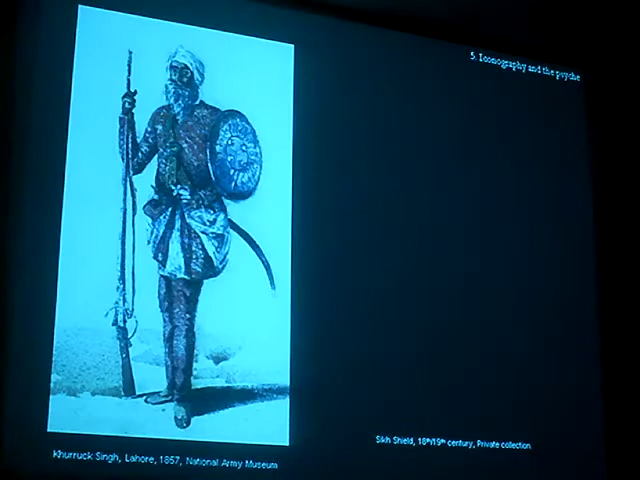 5. Iconography and the psyche
Sikh Shield, 18th/19th century, Private collection
Khurruck Singh, Lahore, 1857, National Army Museum